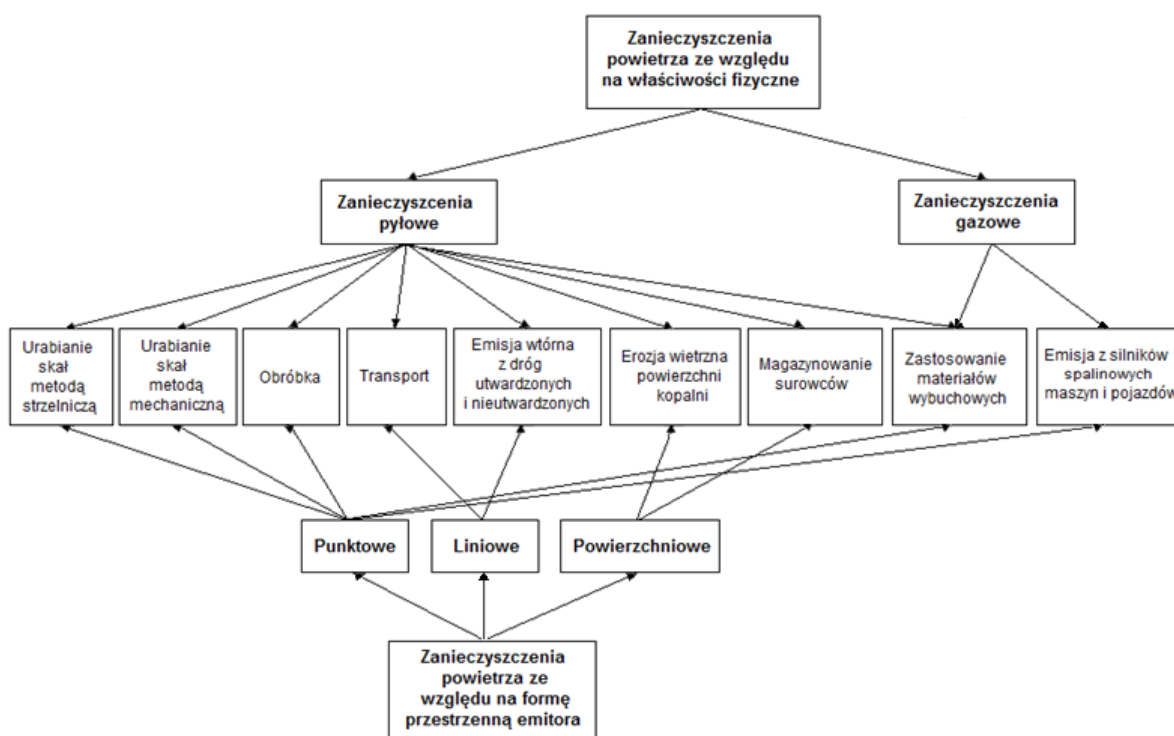 Zanieczyszczenia
powietrza ze względu
na właściwości fizyczne
Zanieczyscenia
pyłowe
Zanieczyszczenia
gazowe
Urabianie
skał
metodą
strzelniczą
Urabianie
skał
metodą
mechaniczną
Obróbka
Transport
Emisja wtórna
z dróg
utwardzonych
i nieutwardzonych
Erozja wietrzna
powierzchni
kopalni
Magazynowanie
surowców
Zastosowanie
materiałów
wybuchowych
Emisja z silników
spalinowych
maszyn i pojazdów
Punktowe
Liniowe
Powierzchniowe
Zanieczyszczenia
powietrza ze
względu na formę
przestrzenną emitora